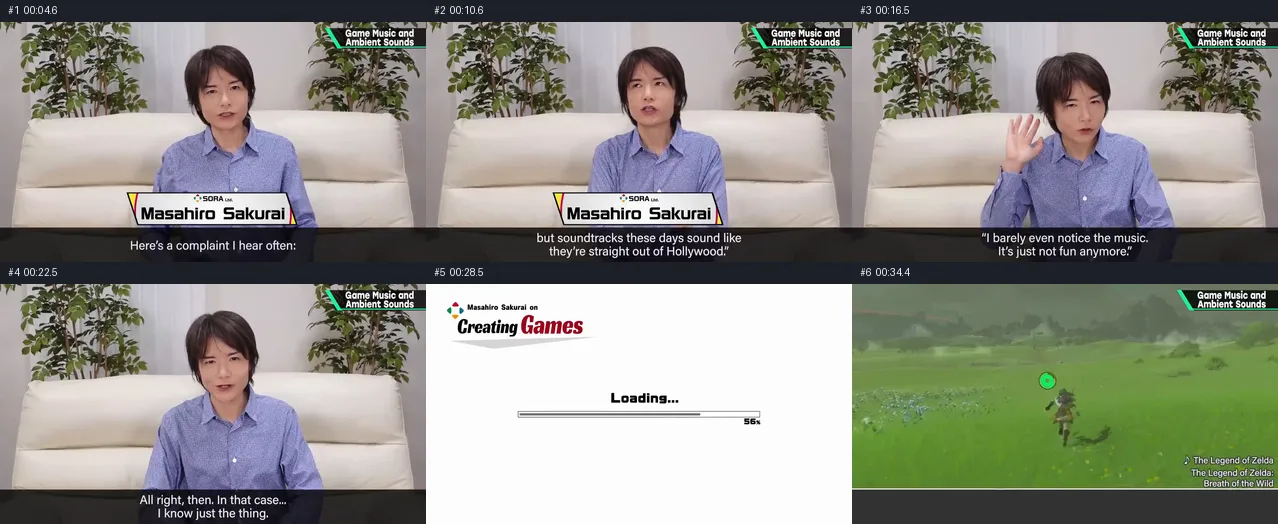 #1 00:04.6
Game Music and
Ambient Sounds
SORA Ltd.
Masahiro Sakurai
Here's a complaint I hear often:
#2 00:10.6
Game Music and
Ambient Sounds
SORA Ltd.
Masahiro Sakurai
but soundtracks these days sound like
they're straight out of Hollywood.”
#3 00:16.5
Game Music and
Ambient Sounds
“I barely even notice the music.
It's just not fun anymore.”
#4 00:22.5
Game Music and
Ambient Sounds
All right, then. In that case...
I know just the thing.
#5 00:28.5
Masahiro Sakurai on
Creating Games
Loading...
56%
#6 00:34.4
Game Music and
Ambient Sounds
♪ The Legend of Zelda
The Legend of Zelda:
Breath of the Wild